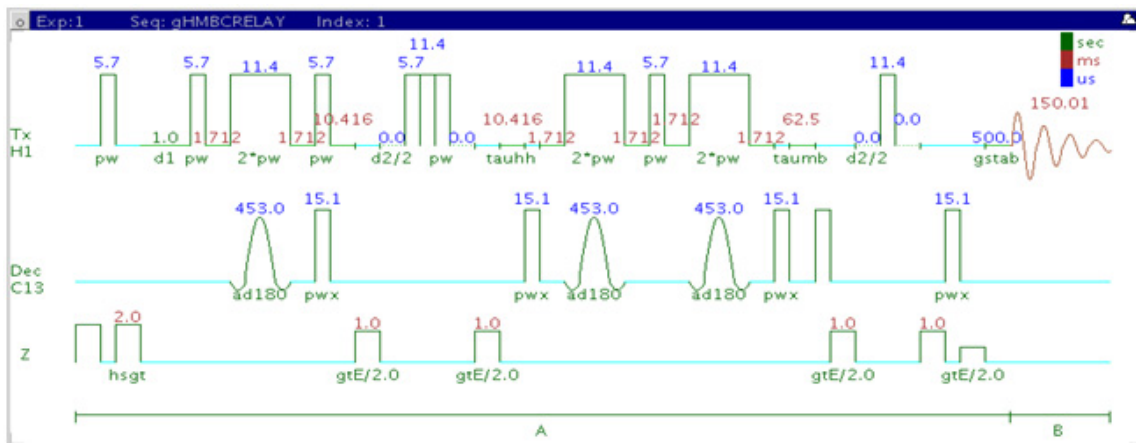 Exp:1 Seq: gHMBCRELAY Index: 1
sec
ms
us
11.4
5.7 5.7 11.4 5.7 5.7 11.4 5.7 11.4 11.4 150.01
1.0 1.712 1.712 10.416 0.0 0.0 10.416 1.712 1.712 1.712 1.712 62.5 0.0 0.0 500.0
Tx
H1
pw d1 pw 2*pw pw d2/2 pw tauhh 2*pw pw 2*pw taumb d2/2 gstab
453.0 15.1 15.1 453.0 453.0 15.1 15.1
Dec
C13
ad180 pwx pwx ad180 ad180 pwx pwx
2.0 1.0 1.0 1.0 1.0
Z
hsgt gtE/2.0 gtE/2.0 gtE/2.0 gtE/2.0
A B